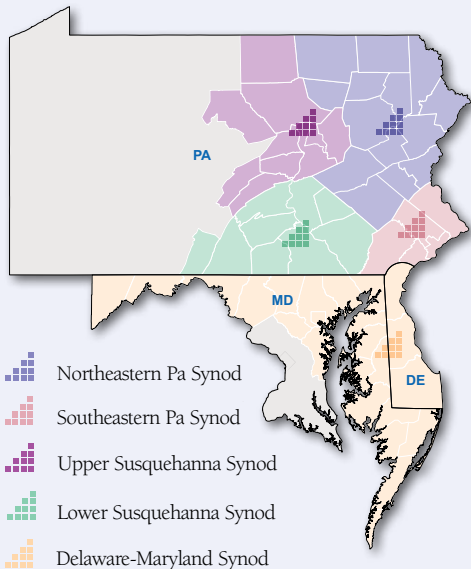 PA
MD
DE
Northeastern Pa Synod
Southeastern Pa Synod
Upper Susquehanna Synod
Lower Susquehanna Synod
Delaware-Maryland Synod